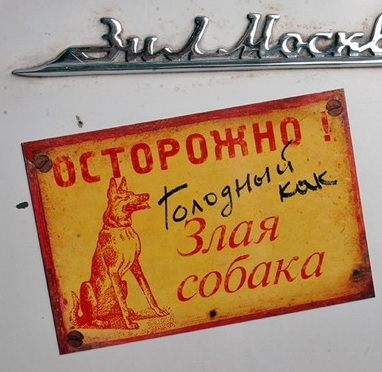 ЗиЛ Москв
ОСТОРОЖНО !
Голодный
как
Злая
собака